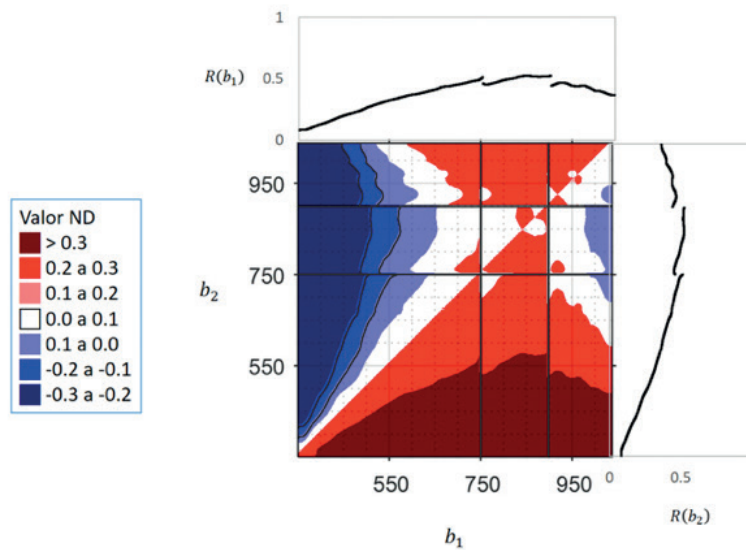 1
R(b₁)
0.5
0
Valor ND
> 0.3
0.2 a 0.3
0.1 a 0.2
0.0 a 0.1
0.1 a 0.0
-0.2 a -0.1
-0.3 a -0.2
950
750
b₂
550
550 750 950
b₁
0 0.5
R(b₂)